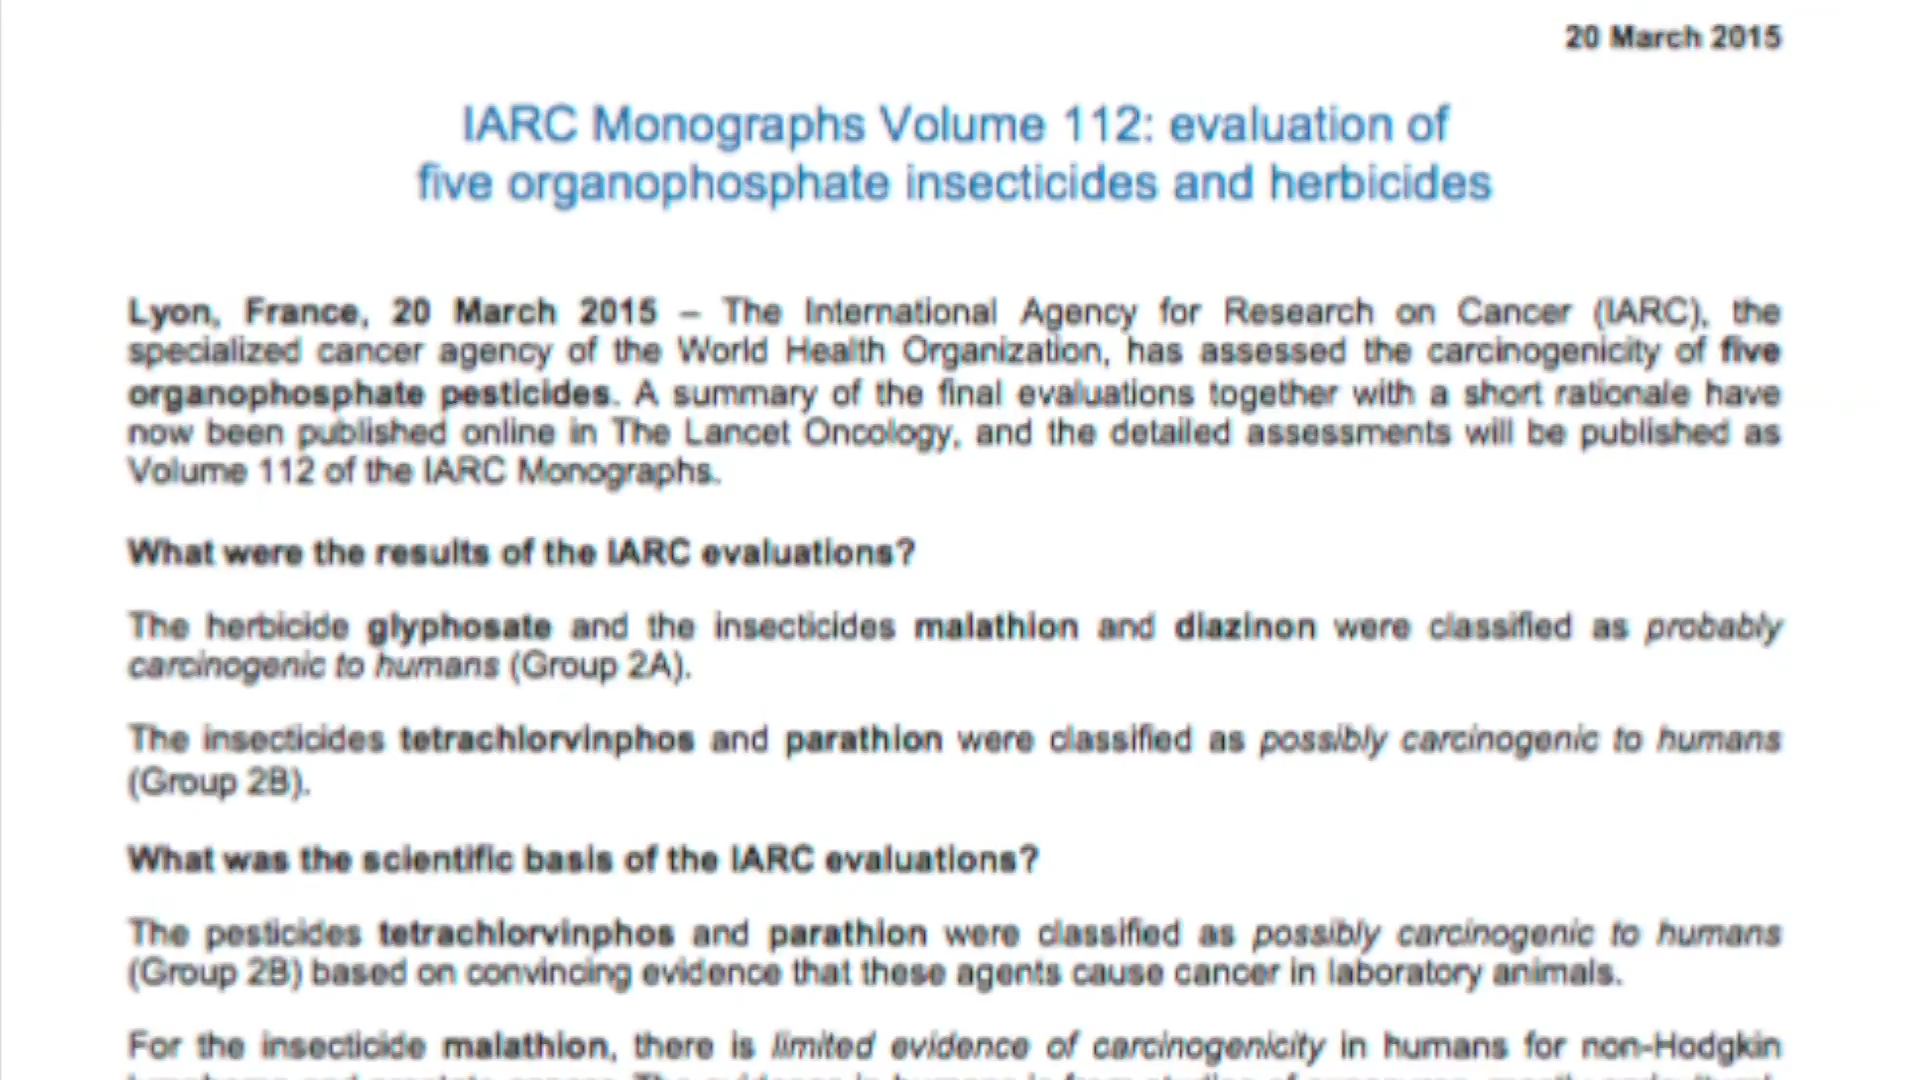 20 March 2015
IARC Monographs Volume 112: evaluation of
five organophosphate insecticides and herbicides
Lyon, France, 20 March 2015 – The International Agency for Research on Cancer (IARC), the
specialized cancer agency of the World Health Organization, has assessed the carcinogenicity of five
organophosphate pesticides. A summary of the final evaluations together with a short rationale have
now been published online in The Lancet Oncology, and the detailed assessments will be published as
Volume 112 of the IARC Monographs.
What were the results of the IARC evaluations?
The herbicide glyphosate and the insecticides malathion and diazinon were classified as probably
carcinogenic to humans (Group 2A).
The insecticides tetrachlorvinphos and parathion were classified as possibly carcinogenic to humans
(Group 2B).
What was the scientific basis of the IARC evaluations?
The pesticides tetrachlorvinphos and parathion were classified as possibly carcinogenic to humans
(Group 2B) based on convincing evidence that these agents cause cancer in laboratory animals.
For the insecticide malathion, there is limited evidence of carcinogenicity in humans for non-Hodgkin